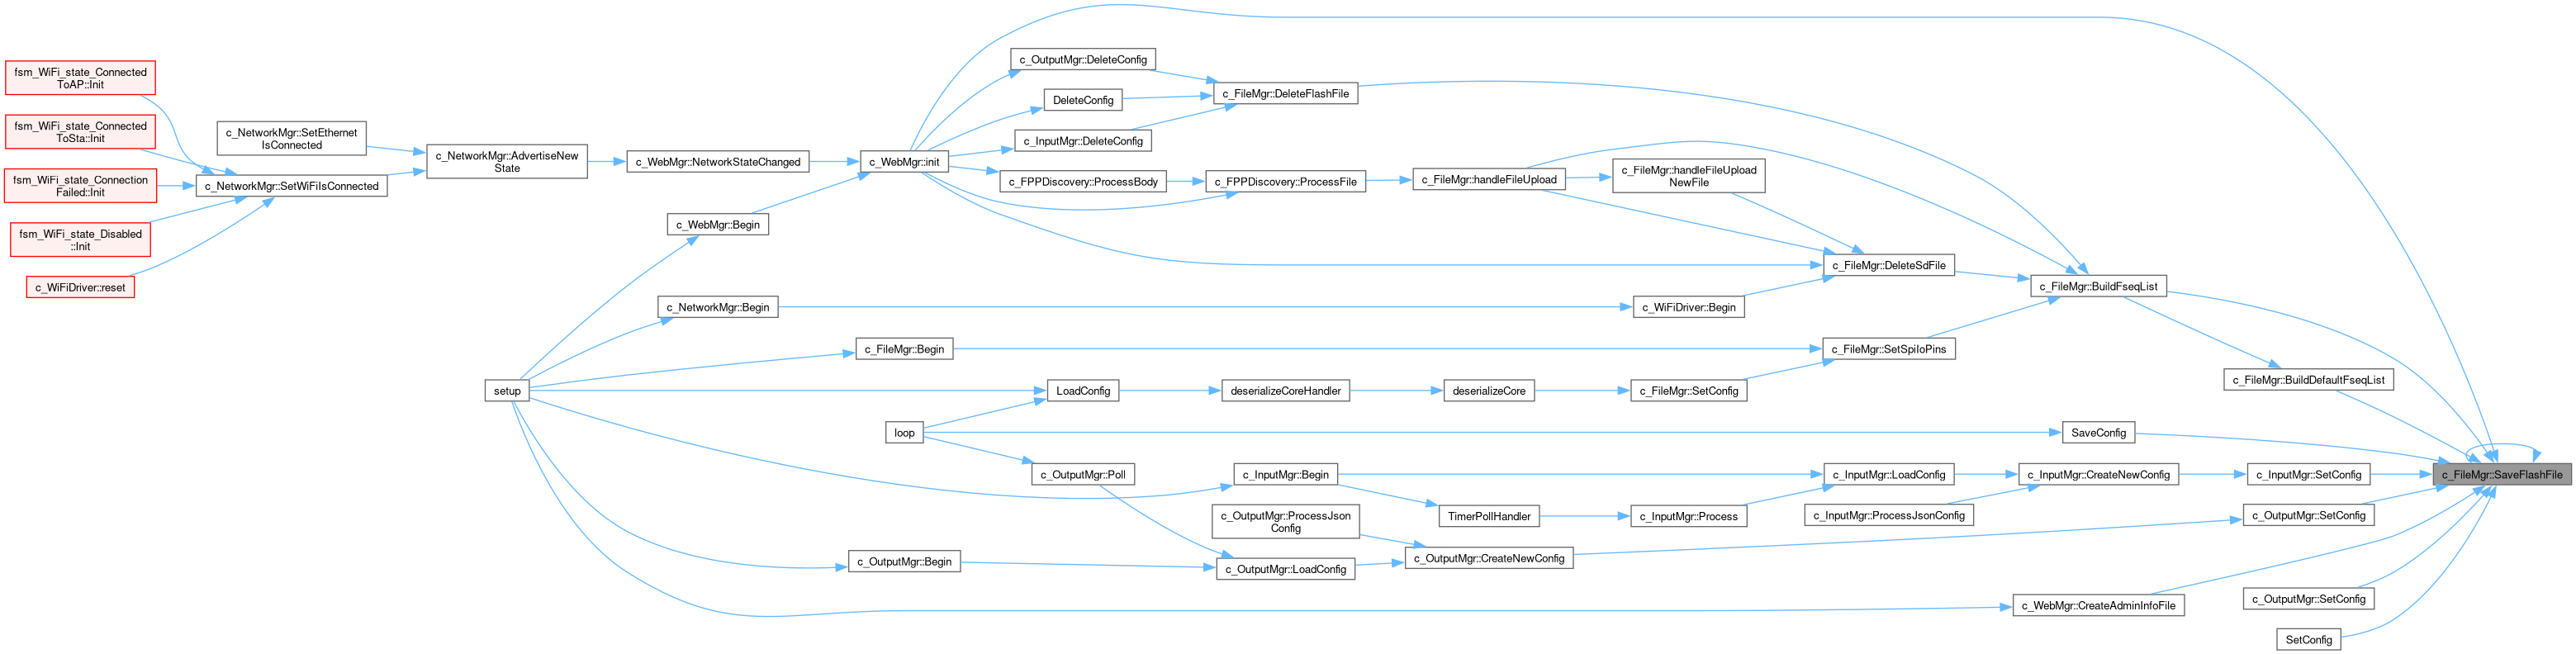 fsm_WiFi_state_Connected
ToAP::Init
fsm_WiFi_state_Connected
ToSta::Init
fsm_WiFi_state_Connection
Failed::Init
fsm_WiFi_state_Disabled
::Init
c_WiFiDriver::reset
c_NetworkMgr::SetEthernet
IsConnected
c_NetworkMgr::SetWiFiIsConnected
c_NetworkMgr::AdvertiseNew
State
c_WebMgr::NetworkStateChanged
c_WebMgr::init
c_WebMgr::Begin
c_NetworkMgr::Begin
c_FileMgr::Begin
setup
loop
c_OutputMgr::Begin
c_OutputMgr::DeleteConfig
DeleteConfig
c_InputMgr::DeleteConfig
c_FPPDiscovery::ProcessBody
LoadConfig
c_OutputMgr::Poll
c_FileMgr::DeleteFlashFile
c_FPPDiscovery::ProcessFile
deserializeCoreHandler
c_InputMgr::Begin
c_OutputMgr::ProcessJson
Config
c_OutputMgr::LoadConfig
c_FileMgr::handleFileUpload
deserializeCore
TimerPollHandler
c_OutputMgr::CreateNewConfig
c_FileMgr::handleFileUpload
NewFile
c_WiFiDriver::Begin
c_FileMgr::SetConfig
c_InputMgr::Process
c_FileMgr::DeleteSdFile
c_FileMgr::SetSpiIoPins
c_InputMgr::LoadConfig
c_InputMgr::ProcessJsonConfig
c_FileMgr::BuildFseqList
SaveConfig
c_InputMgr::CreateNewConfig
c_WebMgr::CreateAdminInfoFile
c_FileMgr::BuildDefaultFseqList
c_InputMgr::SetConfig
c_OutputMgr::SetConfig
c_OutputMgr::SetConfig
SetConfig
c_FileMgr::SaveFlashFile